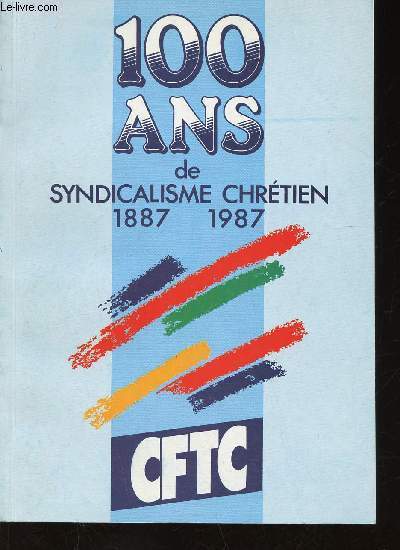 Le-livre.com
100
ANS
de
SYNDICALISME CHRÉTIEN
1887 1987
CFTC